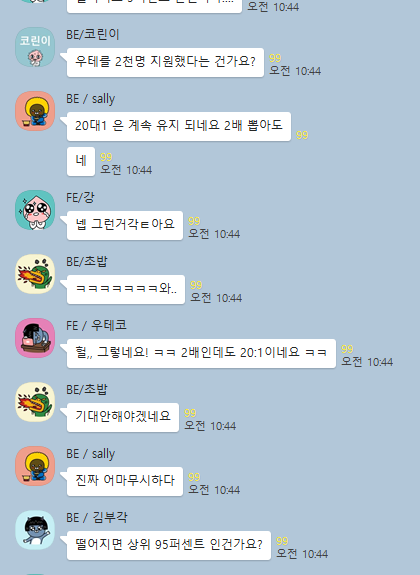 오전 10:44
코린이
BE/코린이
우테를 2천명 지원했다는 건가요?
99
오전 10:44
BE / sally
20대1 은 계속 유지 되네요 2배 뽑아도
99
네
99
오전 10:44
FE/강
넵 그런거각ㅌ아요
99
오전 10:44
BE/초밥
ㅋㅋㅋㅋㅋㅋㅋ와..
99
오전 10:44
FE / 우테코
헐,, 그렇네요! ㅋㅋ 2배인데도 20:1이네요 ㅋㅋ
99
오전 10:44
BE/초밥
기대안해야겠네요
99
오전 10:44
BE / sally
진짜 어마무시하다
99
오전 10:44
BE / 김부각
떨어지면 상위 95퍼센트 인건가요?
99
오전 10:44